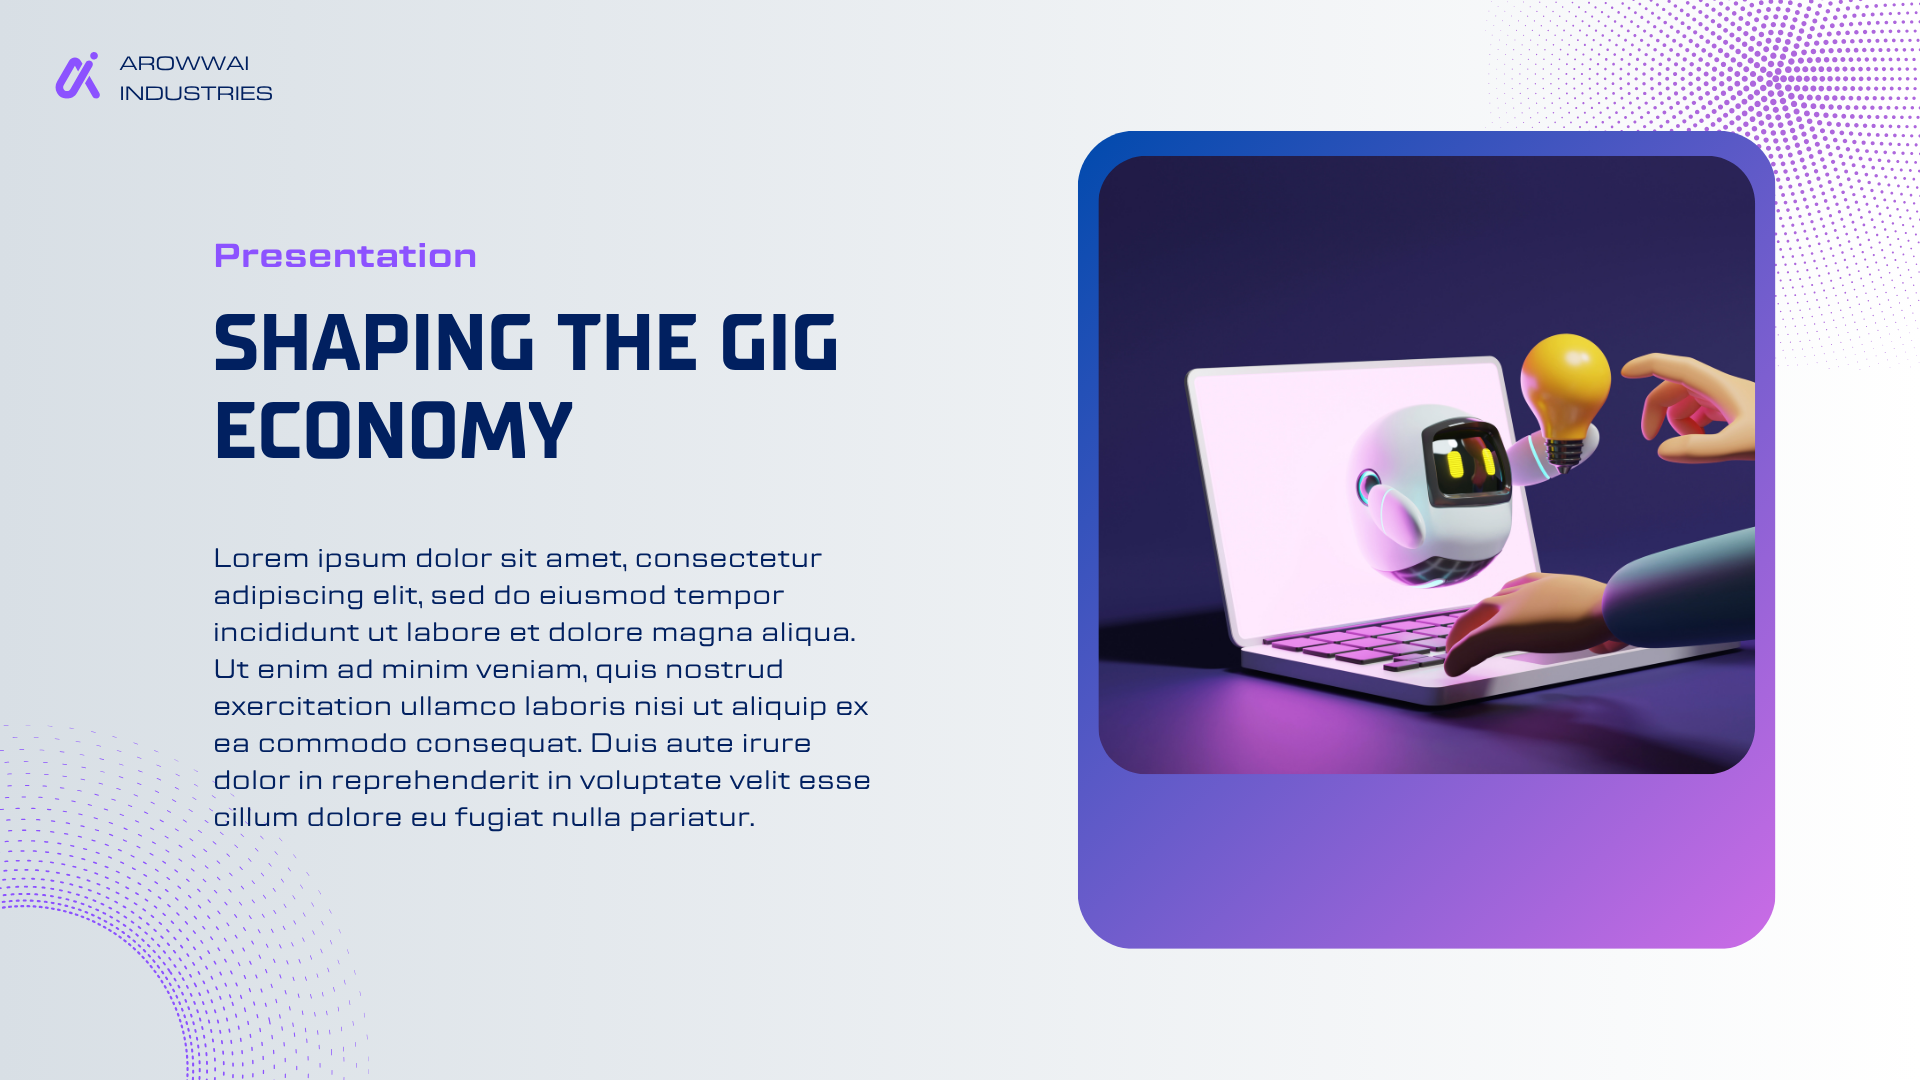 AROWWAI
INDUSTRIES
Presentation
SHAPING THE GIG
ECONOMY
Lorem ipsum dolor sit amet, consectetur
adipiscing elit, sed do eiusmod tempor
incididunt ut labore et dolore magna aliqua.
Ut enim ad minim veniam, quis nostrud
exercitation ullamco laboris nisi ut aliquip ex
ea commodo consequat. Duis aute irure
dolor in reprehenderit in voluptate velit esse
cillum dolore eu fugiat nulla pariatur.